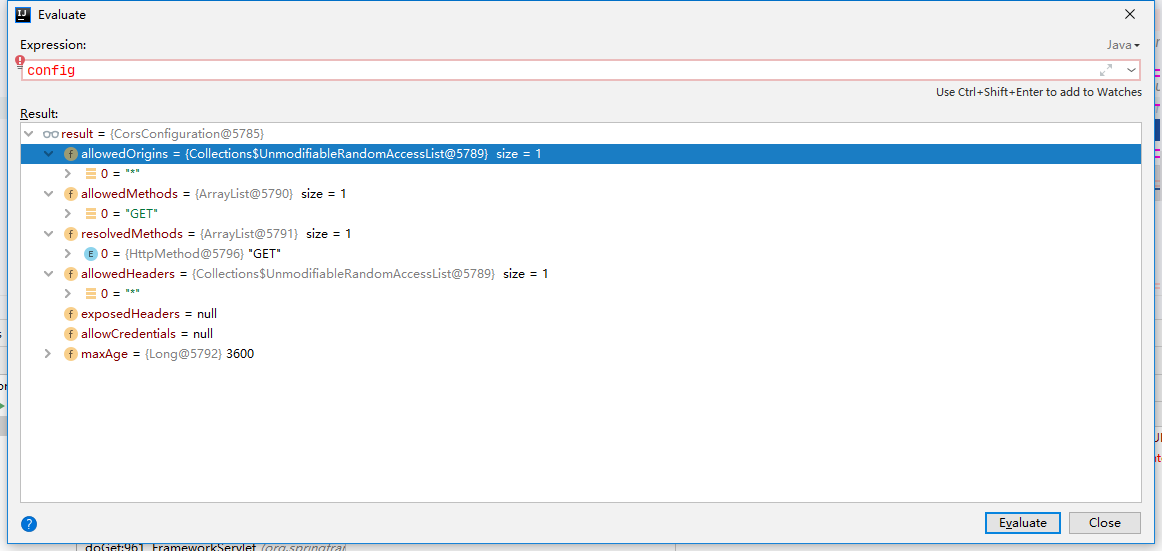 Evaluate
Expression:
Java
config
Use Ctrl+Shift+Enter to add to Watches
Result:
result = {CorsConfiguration@5785}
allowedOrigins = {Collections$UnmodifiableRandomAccessList@5789} size = 1
0 = "*"
allowedMethods = {ArrayList@5790} size = 1
0 = "GET"
resolvedMethods = {ArrayList@5791} size = 1
0 = {HttpMethod@5796} "GET"
allowedHeaders = {Collections$UnmodifiableRandomAccessList@5789} size = 1
0 = "*"
exposedHeaders = null
allowCredentials = null
maxAge = {Long@5792} 3600
Evaluate
Close
doGet:961, FrameworkServlet